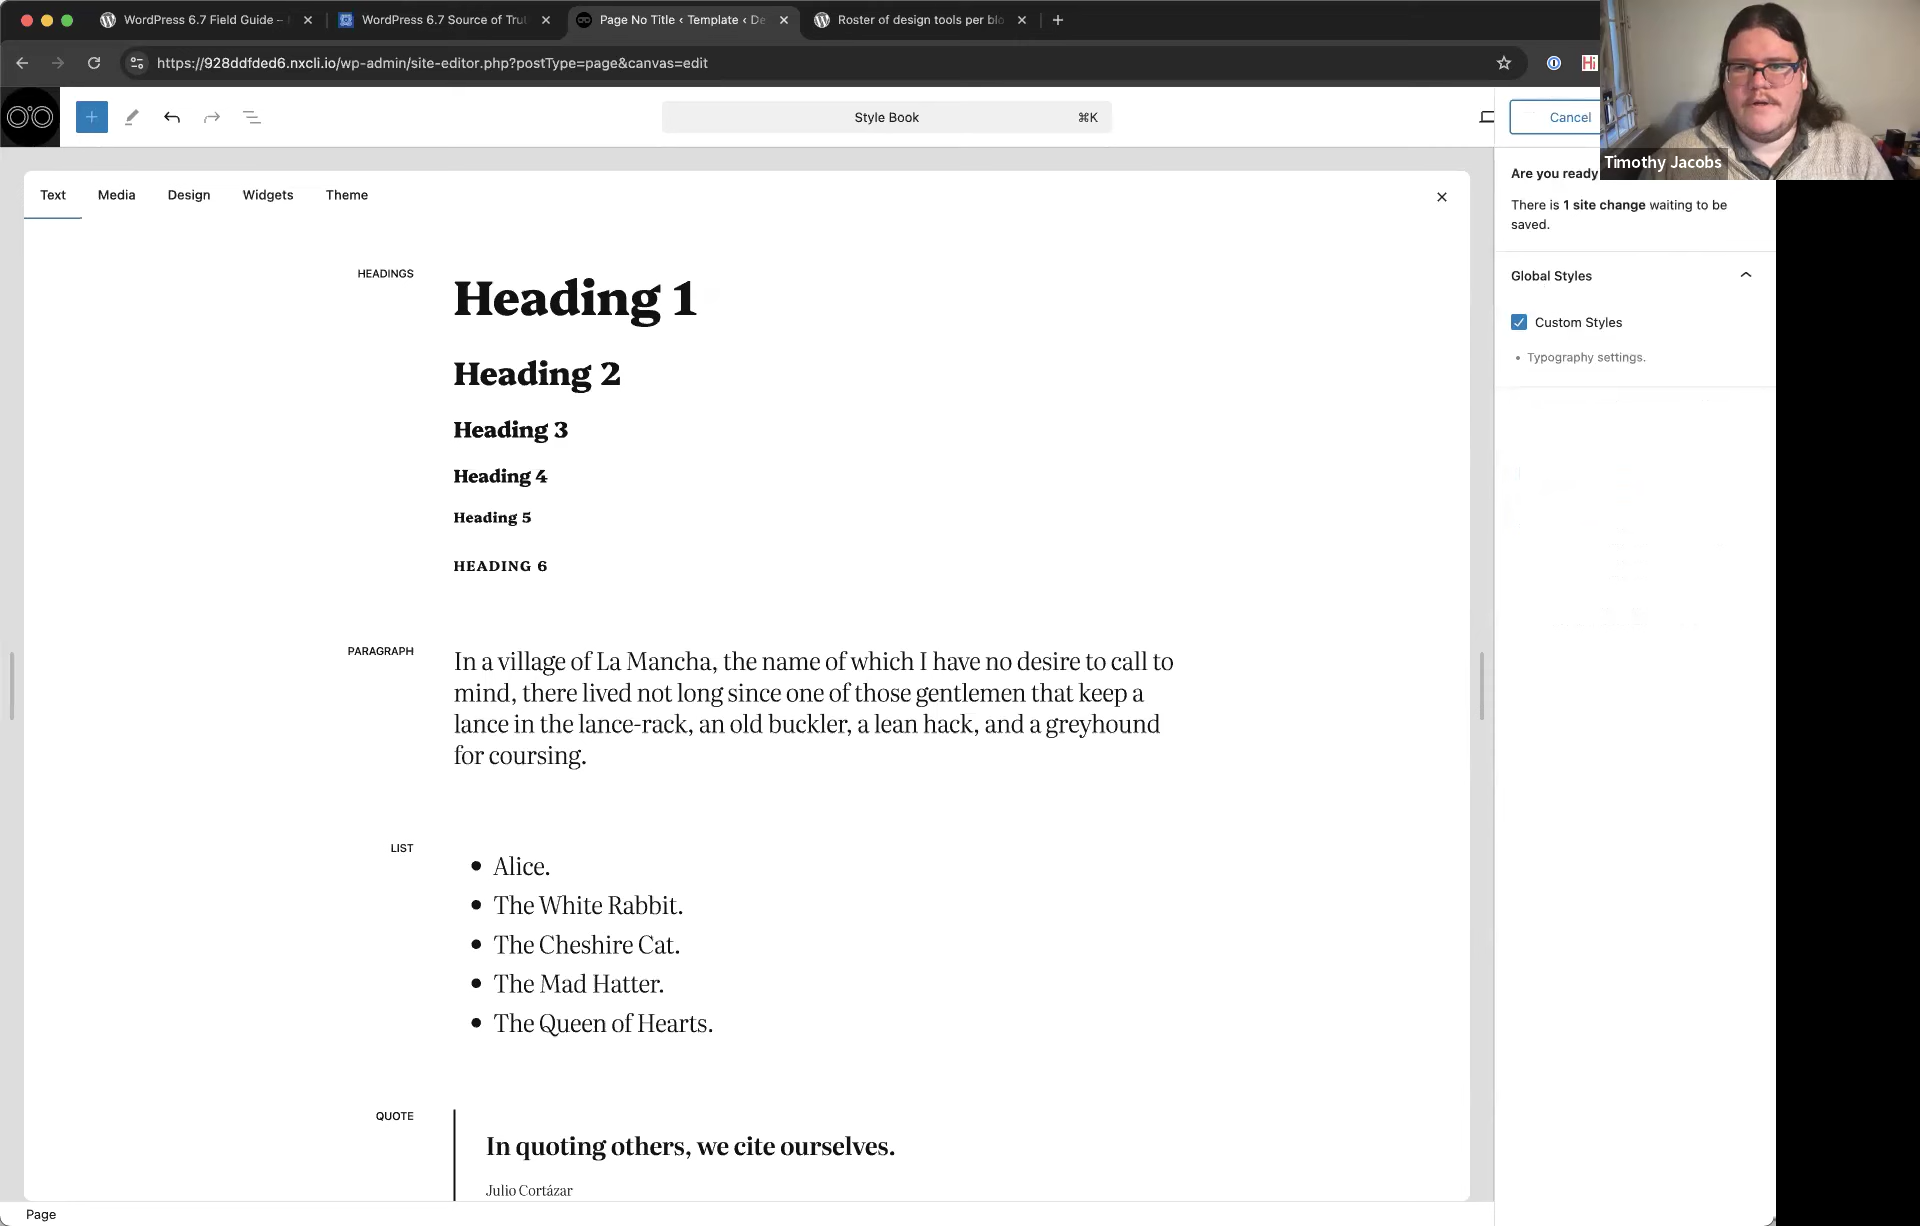 WordPress 6.7 Field Guide –
WordPress 6.7 Source of Tru
Page No Title ‹ Template ‹ De
Roster of design tools per blo
https://928ddfded6.nxcli.io/wp-admin/site-editor.php?postType=page&canvas=edit
Hi
Style Book
⌘K
Cancel
Timothy Jacobs
Text
Media
Design
Widgets
Theme
Are you ready
There is 1 site change waiting to be
saved.
Global Styles
Custom Styles
• Typography settings.
HEADINGS
Heading 1
Heading 2
Heading 3
Heading 4
Heading 5
HEADING 6
PARAGRAPH
In a village of La Mancha, the name of which I have no desire to call to
mind, there lived not long since one of those gentlemen that keep a
lance in the lance-rack, an old buckler, a lean hack, and a greyhound
for coursing.
LIST
• Alice.
• The White Rabbit.
• The Cheshire Cat.
• The Mad Hatter.
• The Queen of Hearts.
QUOTE
In quoting others, we cite ourselves.
Julio Cortázar
Page